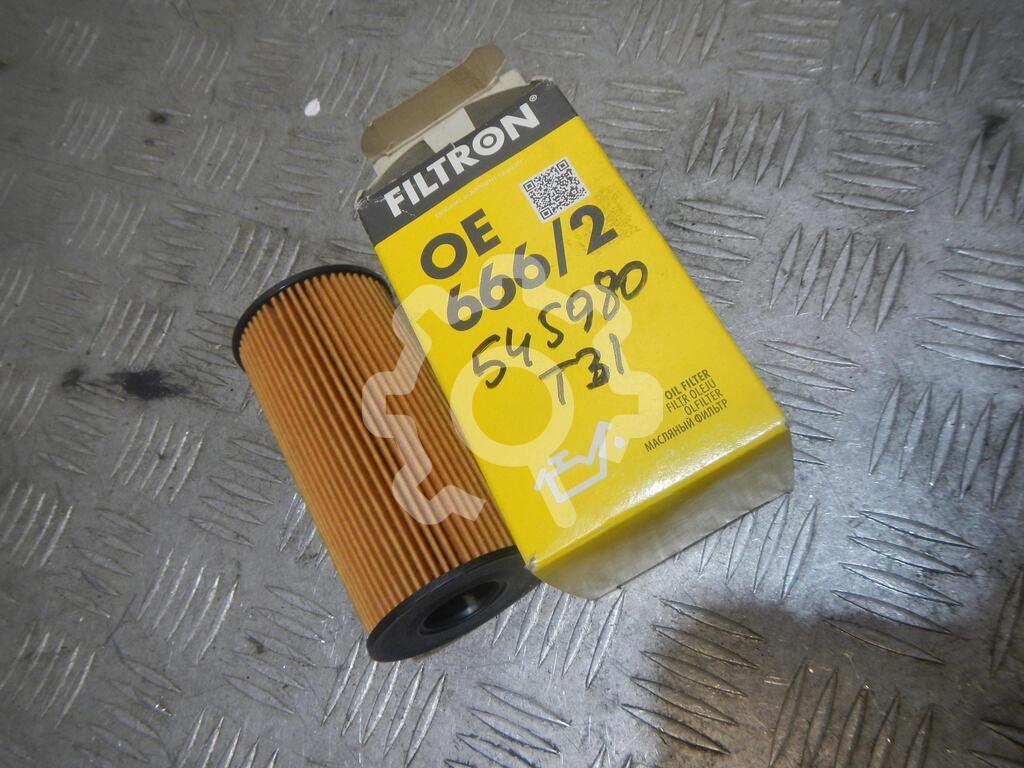 FILTRON®
OE
666/2
545980
T31
OIL FILTER
FILTR OLEJU
ÖLFILTER
МАСЛЯНЫЙ ФИЛЬТР